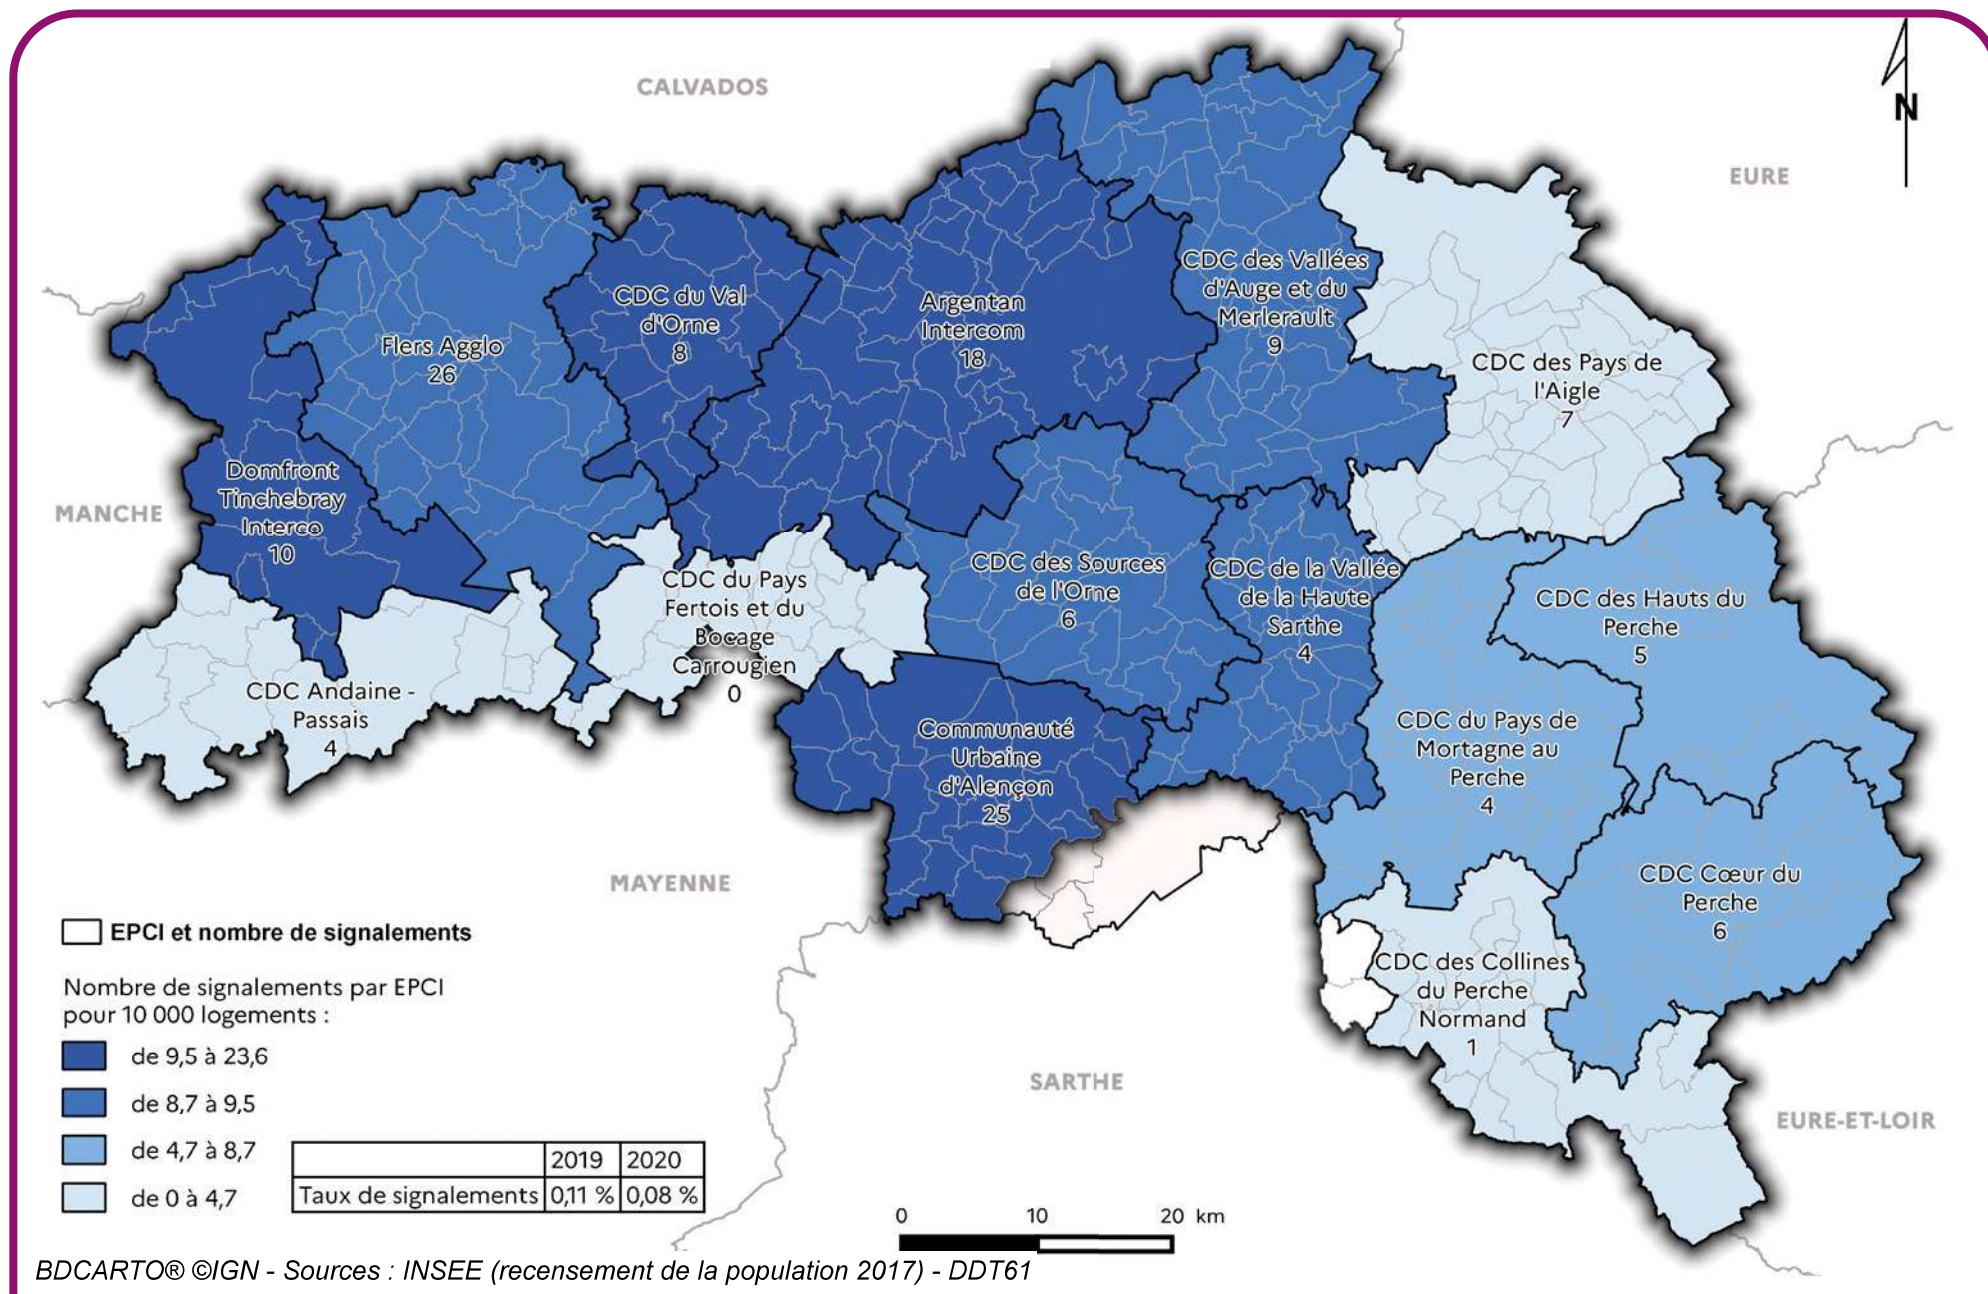 CALVADOS
N
EURE
CDC des Vallées
d'Auge et du
Merlerault
9
CDC du Val
d'Orne
8
Argentan
Intercom
18
Flers Agglo
26
CDC des Pays de
l'Aigle
7
Domfront
Tinchebray
Interco
10
MANCHE
CDC des Sources
de l'Orne
6
CDC de la Vallée
de la Haute
Sarthe
4
CDC du Pays
Fertois et du
Bocage
Carrougien
0
CDC des Hauts du
Perche
5
CDC Andaine -
Passais
4
Communauté
Urbaine
d'Alençon
25
CDC du Pays de
Mortagne au
Perche
4
MAYENNE
CDC Cœur du
Perche
6
CDC des Collines
du Perche
Normand
1
SARTHE
EURE-ET-LOIR
EPCI et nombre de signalements
Nombre de signalements par EPCI
pour 10 000 logements :
de 9,5 à 23,6
de 8,7 à 9,5
de 4,7 à 8,7
de 0 à 4,7
2019 2020
Taux de signalements 0,11 % 0,08 %
0 10 20 km
BDCARTO® ©IGN - Sources : INSEE (recensement de la population 2017) - DDT61